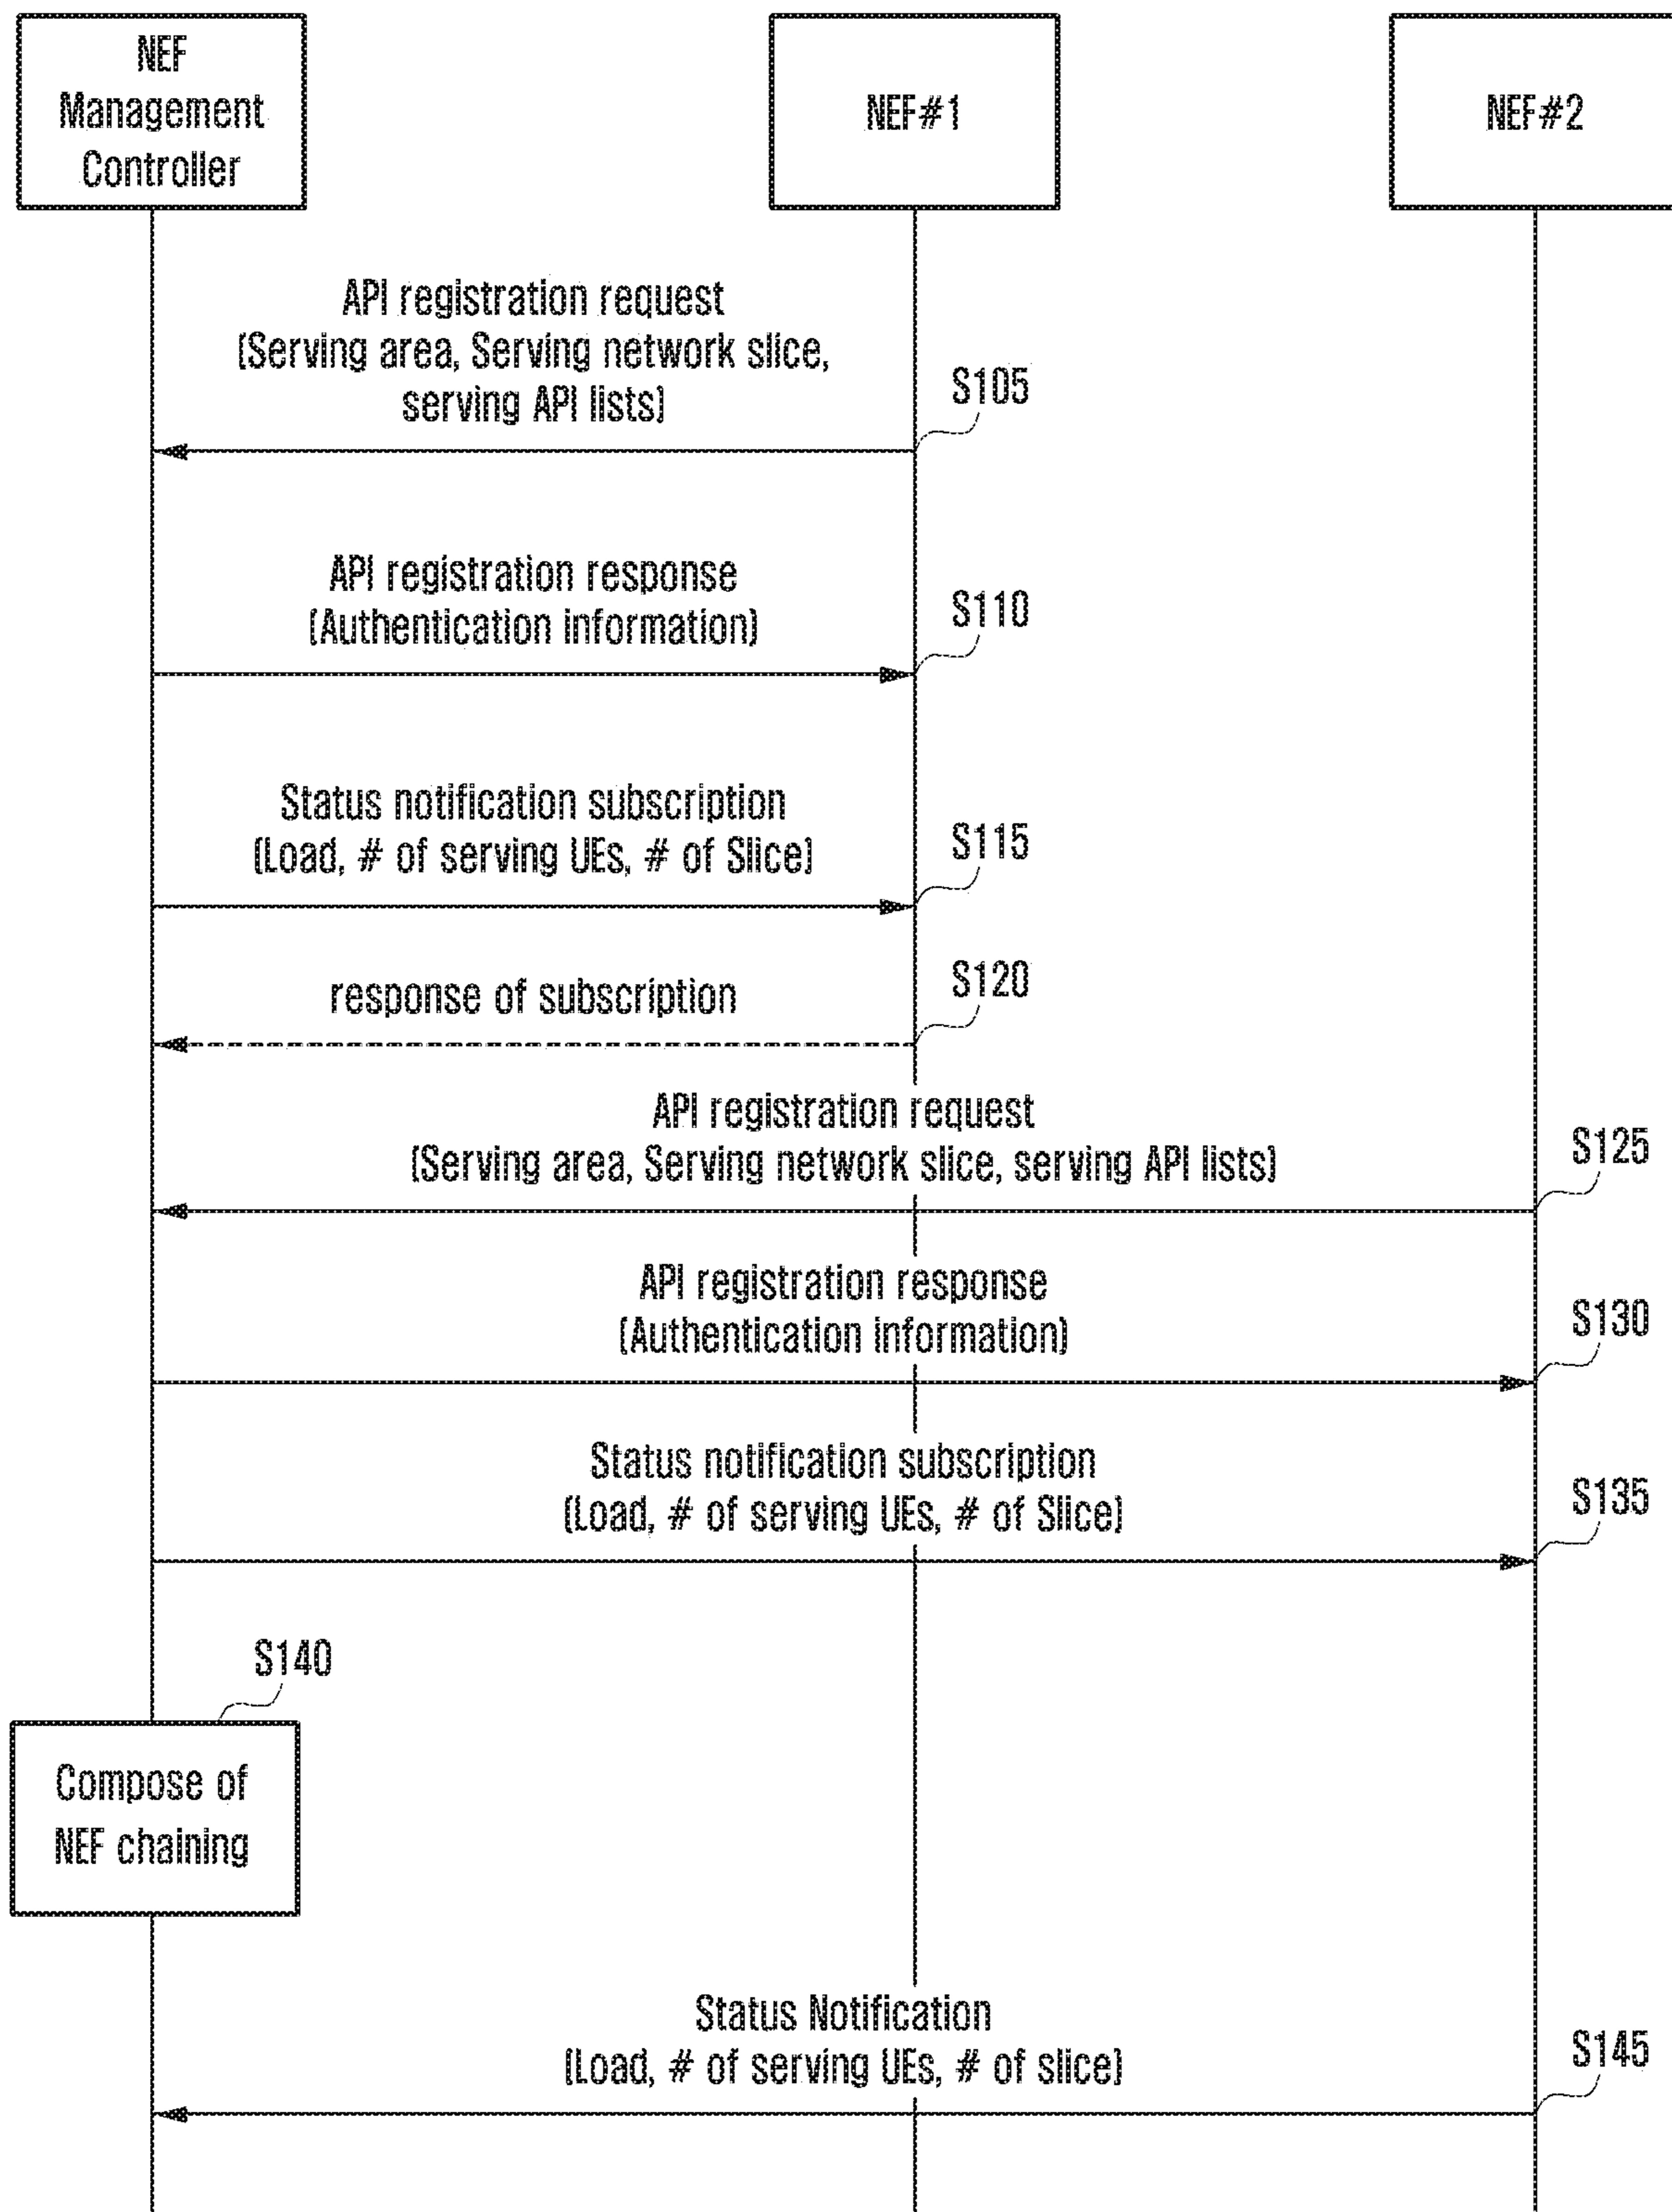 NEF
Management
Controller
NEF#1
NEF#2
API registration request
(Serving area, Serving network slice,
serving API lists)
S105
API registration response
(Authentication information)
S110
Status notification subscription
(Load, # of serving UEs, # of Slice)
S115
response of subscription
S120
API registration request
(Serving area, Serving network slice, serving API lists)
S125
API registration response
(Authentication information)
S130
Status notification subscription
(Load, # of serving UEs, # of Slice)
S135
S140
Compose of
NEF chaining
Status Notification
(Load, # of serving UEs, # of slice)
S145